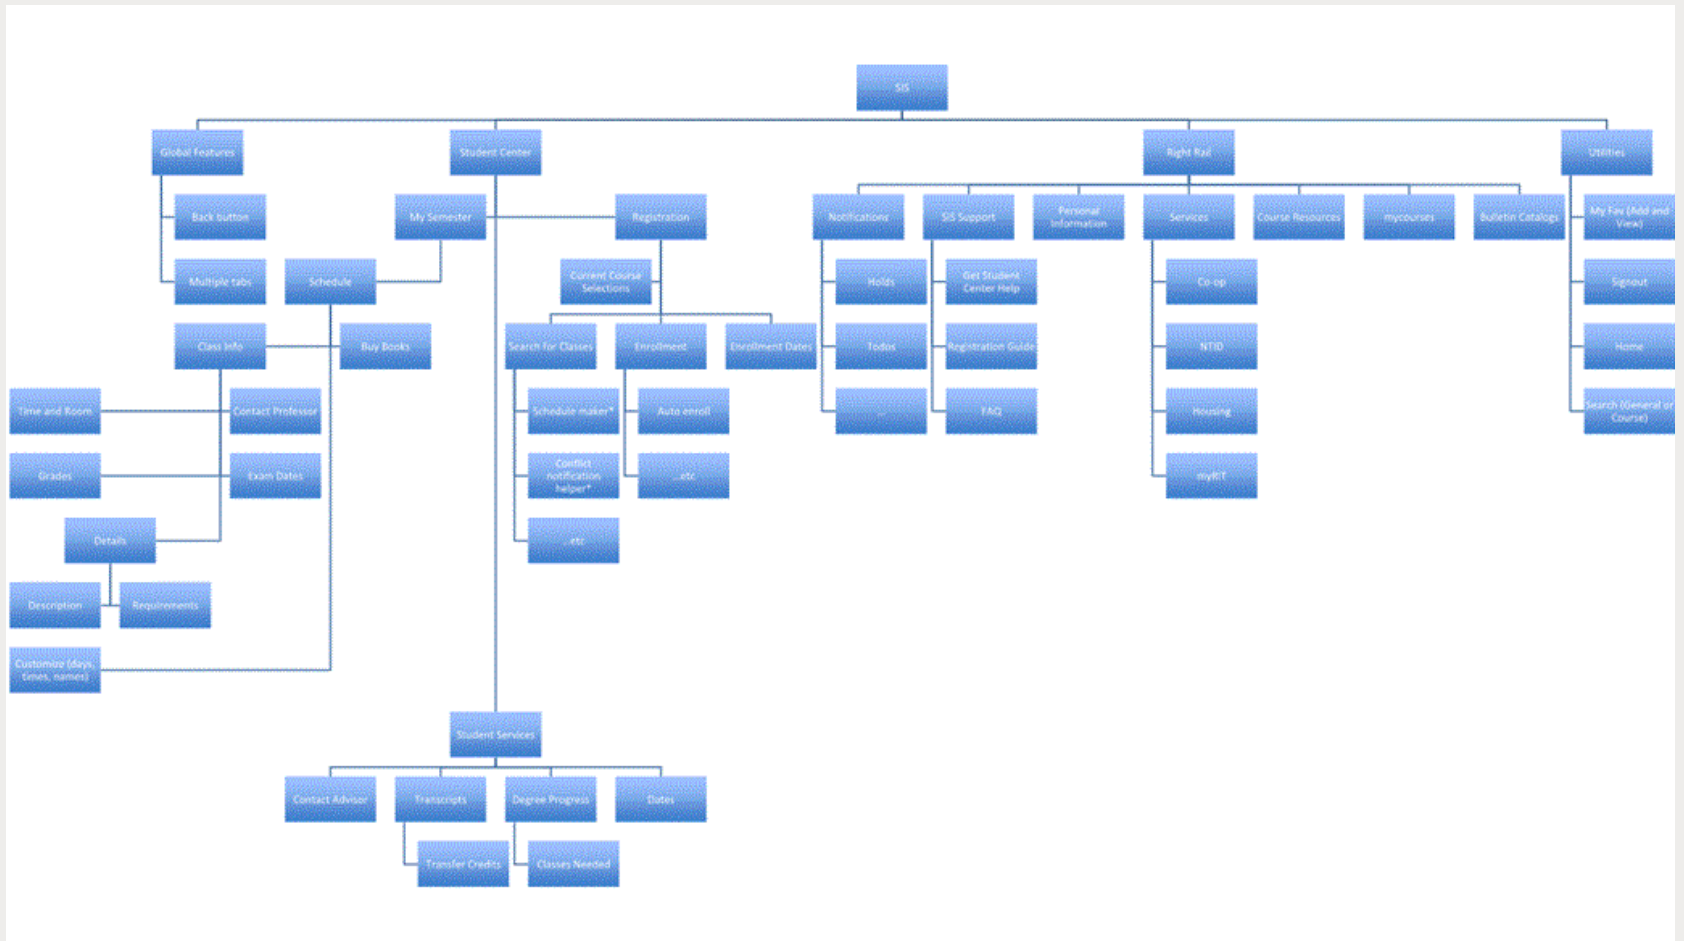 SIS
Global Features
Student Center
Right Rail
Utilities
Back button
My Semester
Registration
Notifications
SIS Support
Personal
Information
Services
Course Resources
mycourses
Bulletin Catalogs
My Fav (Add and
View)
Multiple tabs
Schedule
Current Course
Selections
Holds
Get Student
Center Help
Co-op
Signout
Class Info
Buy Books
Search for Classes
Enrollment
Enrollment Dates
Todos
Registration Guide
NTID
Home
Time and Room
Contact Professor
Schedule maker*
Auto enroll
...
FAQ
Housing
Search (General or
Course)
Grades
Exam Dates
Conflict
notification
helper*
...etc
myRIT
Details
...etc
Description
Requirements
Customize (days,
times, names)
Student Services
Contact Advisor
Transcripts
Degree Progress
Dates
Transfer Credits
Classes Needed